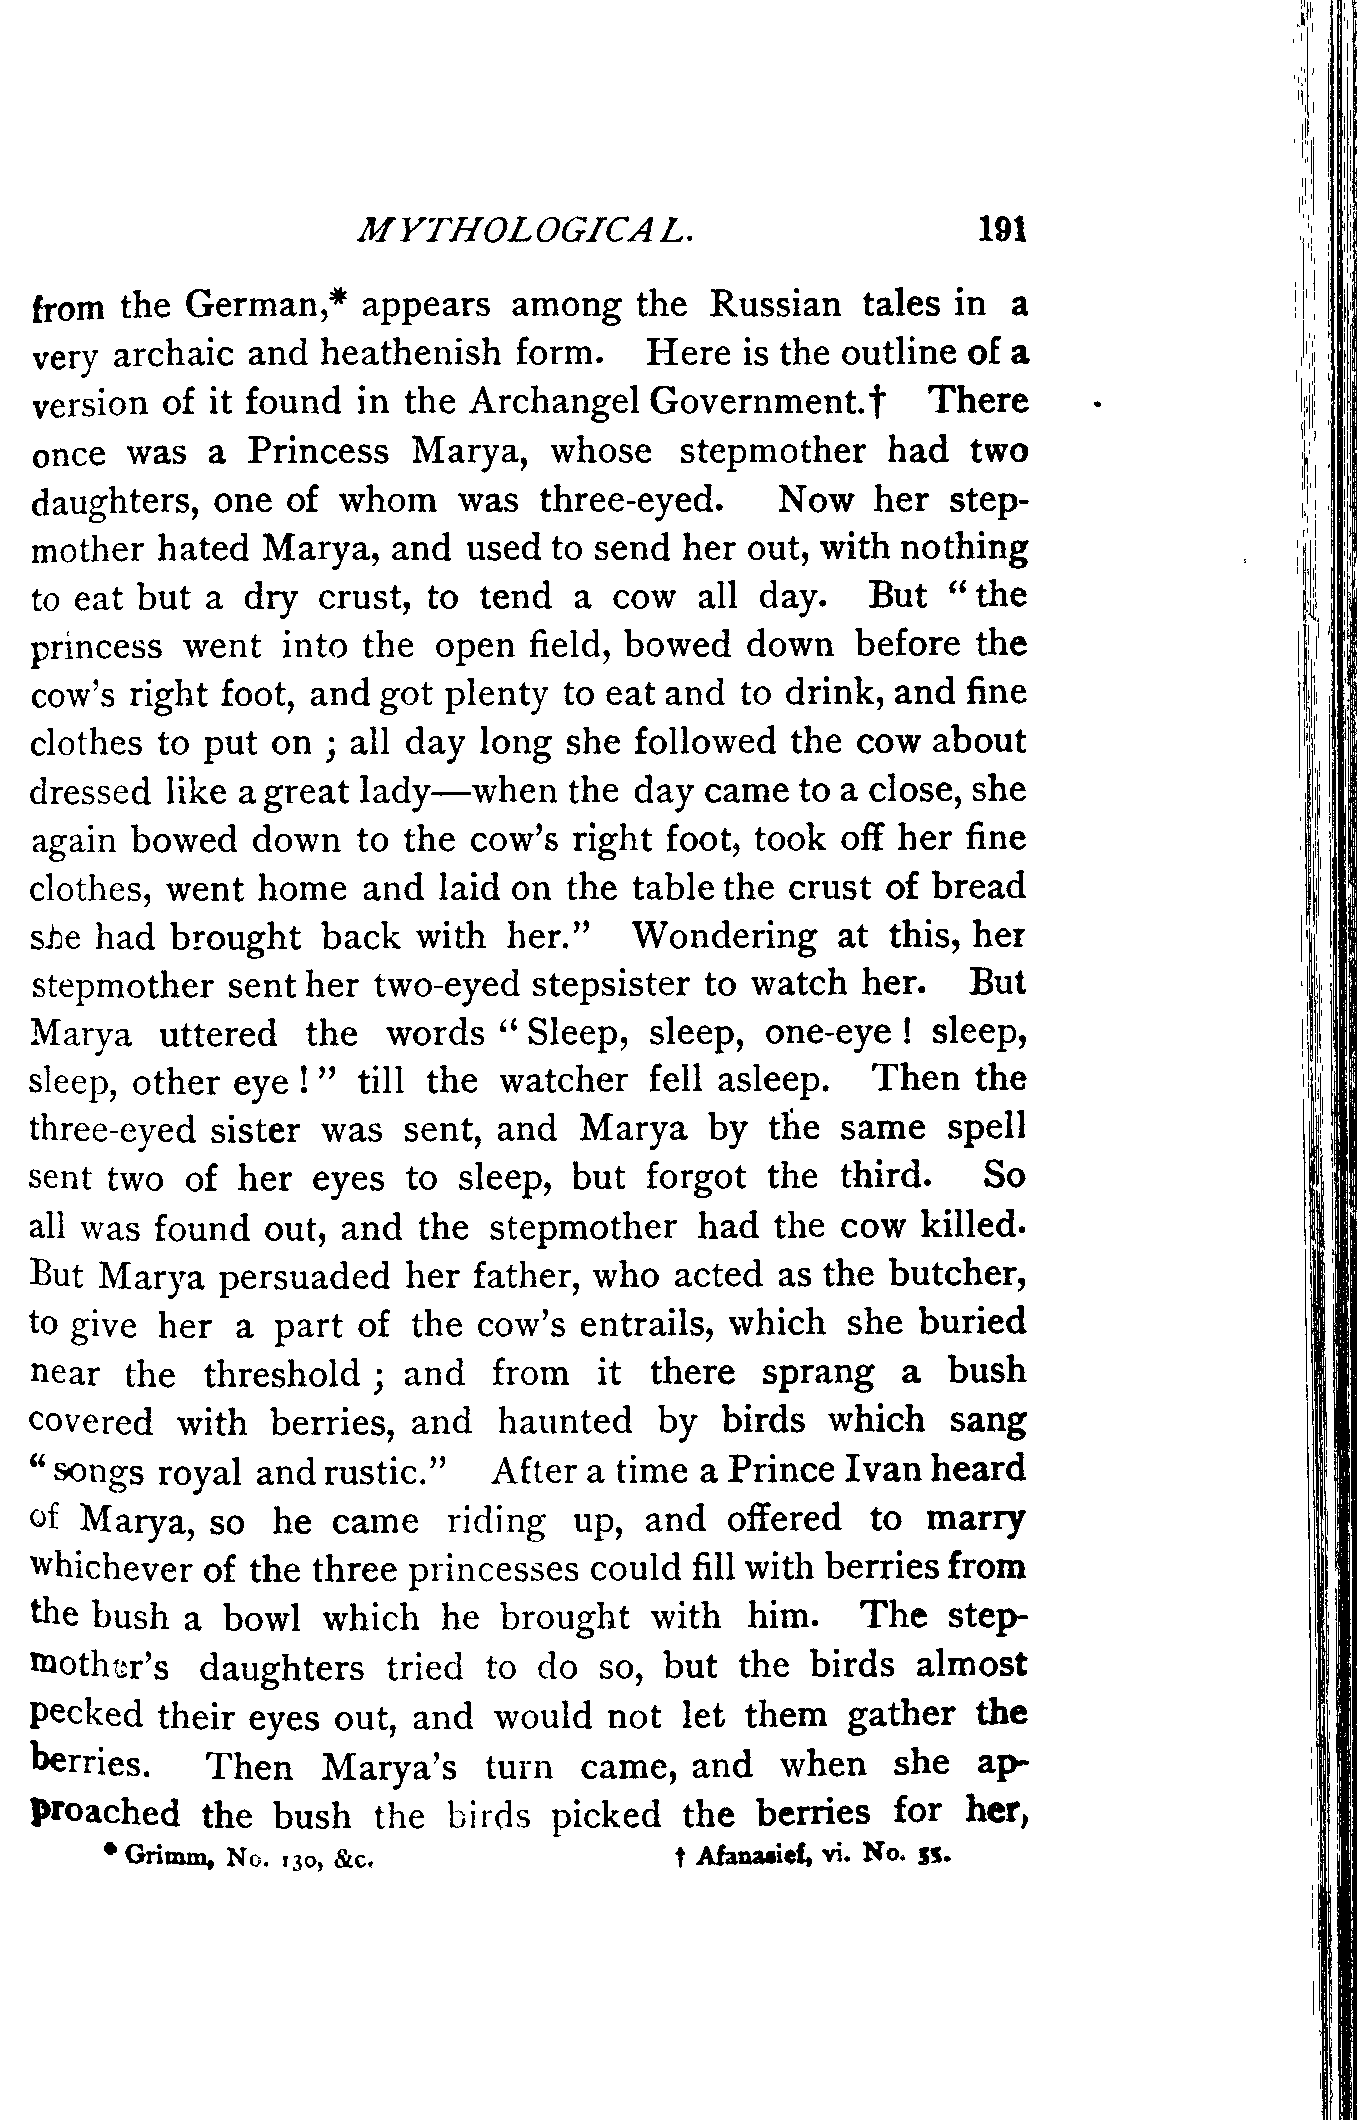 MYTHOLOGICAL. 191
from the German,* appears among the Russian tales in a
very archaic and heathenish form. Here is the outline of a
version of it found in the Archangel Government.† There
once was a Princess Marya, whose stepmother had two
daughters, one of whom was three-eyed. Now her step-
mother hated Marya, and used to send her out, with nothing
to eat but a dry crust, to tend a cow all day. But "the
princess went into the open field, bowed down before the
cow's right foot, and got plenty to eat and to drink, and fine
clothes to put on ; all day long she followed the cow about
dressed like a great lady—when the day came to a close, she
again bowed down to the cow's right foot, took off her fine
clothes, went home and laid on the table the crust of bread
she had brought back with her." Wondering at this, her
stepmother sent her two-eyed stepsister to watch her. But
Marya uttered the words "Sleep, sleep, one-eye ! sleep,
sleep, other eye !" till the watcher fell asleep. Then the
three-eyed sister was sent, and Marya by the same spell
sent two of her eyes to sleep, but forgot the third. So
all was found out, and the stepmother had the cow killed.
But Marya persuaded her father, who acted as the butcher,
to give her a part of the cow's entrails, which she buried
near the threshold ; and from it there sprang a bush
covered with berries, and haunted by birds which sang
"songs royal and rustic." After a time a Prince Ivan heard
of Marya, so he came riding up, and offered to marry
whichever of the three princesses could fill with berries from
the bush a bowl which he brought with him. The step-
mother's daughters tried to do so, but the birds almost
pecked their eyes out, and would not let them gather the
berries. Then Marya's turn came, and when she ap-
proached the bush the birds picked the berries for her,
* Grimm, No. 130, &c. † Afanasief, vi. No. 55.